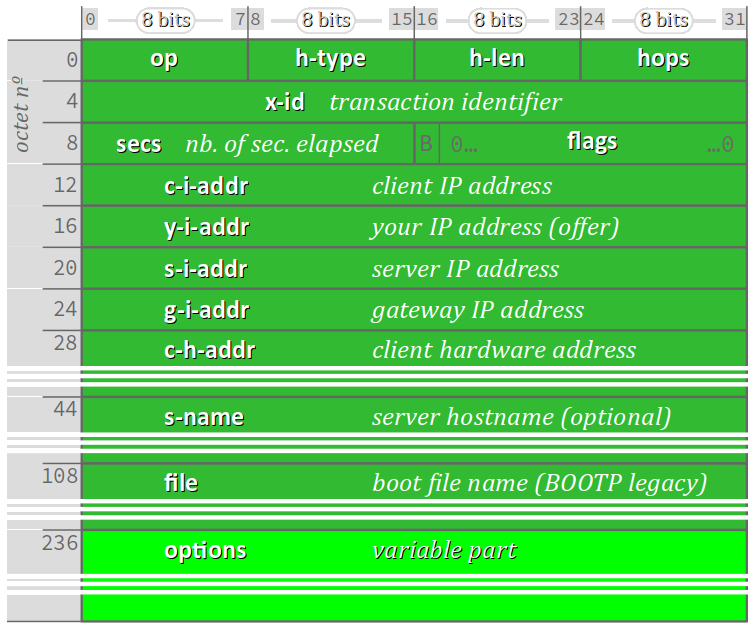 0 8 bits 7 8 8 bits 15 16 8 bits 23 24 8 bits 31
octet nº
0 op h-type h-len hops
4 x-id transaction identifier
8 secs nb. of sec. elapsed B 0... flags ...0
12 c-i-addr client IP address
16 y-i-addr your IP address (offer)
20 s-i-addr server IP address
24 g-i-addr gateway IP address
28 c-h-addr client hardware address
44 s-name server hostname (optional)
108 file boot file name (BOOTP legacy)
236 options variable part